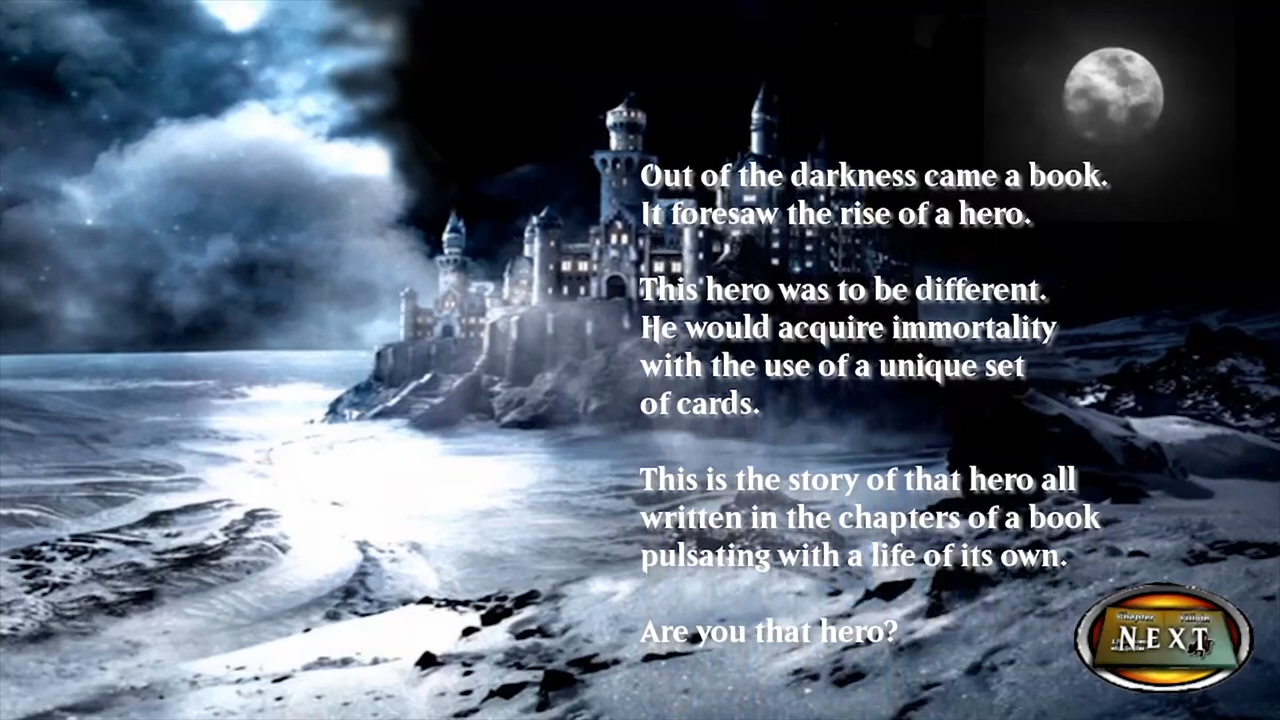 Out of the darkness came a book.
It foresaw the rise of a hero.
This hero was to be different.
He would acquire immortality
with the use of a unique set
of cards.
This is the story of that hero all
written in the chapters of a book
pulsating with a life of its own.
Are you that hero?
Chapter
NEXT